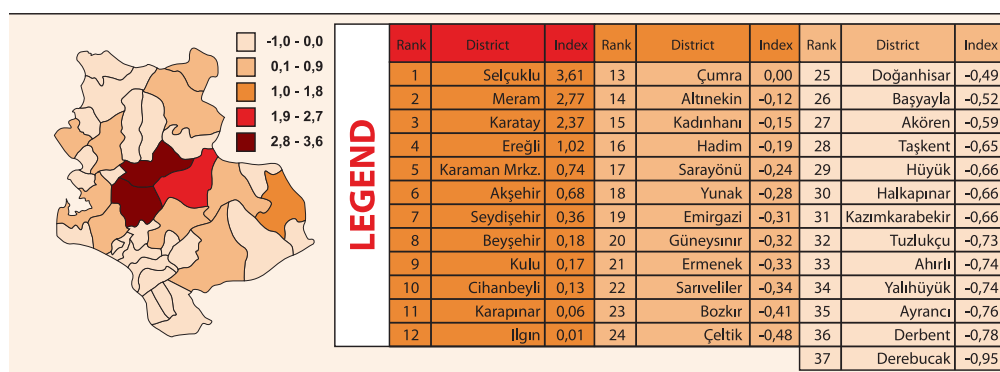 -1,0 - 0,0
0,1 - 0,9
1,0 - 1,8
1,9 - 2,7
2,8 - 3,6
LEGEND
Rank District Index Rank District Index Rank District Index
1 Selçuklu 3,61 13 Çumra 0,00 25 Doğanhisar -0,49
2 Meram 2,77 14 Altınekin -0,12 26 Başyayla -0,52
3 Karatay 2,37 15 Kadınhanı -0,15 27 Akören -0,59
4 Ereğli 1,02 16 Hadim -0,19 28 Taşkent -0,65
5 Karaman Mrkz. 0,74 17 Sarayönü -0,24 29 Hüyük -0,66
6 Akşehir 0,68 18 Yunak -0,28 30 Halkapınar -0,66
7 Seydişehir 0,36 19 Emirgazi -0,31 31 Kazımkarabekir -0,66
8 Beyşehir 0,18 20 Güneysınır -0,32 32 Tuzlukçu -0,73
9 Kulu 0,17 21 Ermenek -0,33 33 Ahırlı -0,74
10 Cihanbeyli 0,13 22 Sarıveliler -0,34 34 Yalıhüyük -0,74
11 Karapınar 0,06 23 Bozkır -0,41 35 Ayrancı -0,76
12 Ilgın 0,01 24 Çeltik -0,48 36 Derbent -0,78
37 Derebucak -0,95